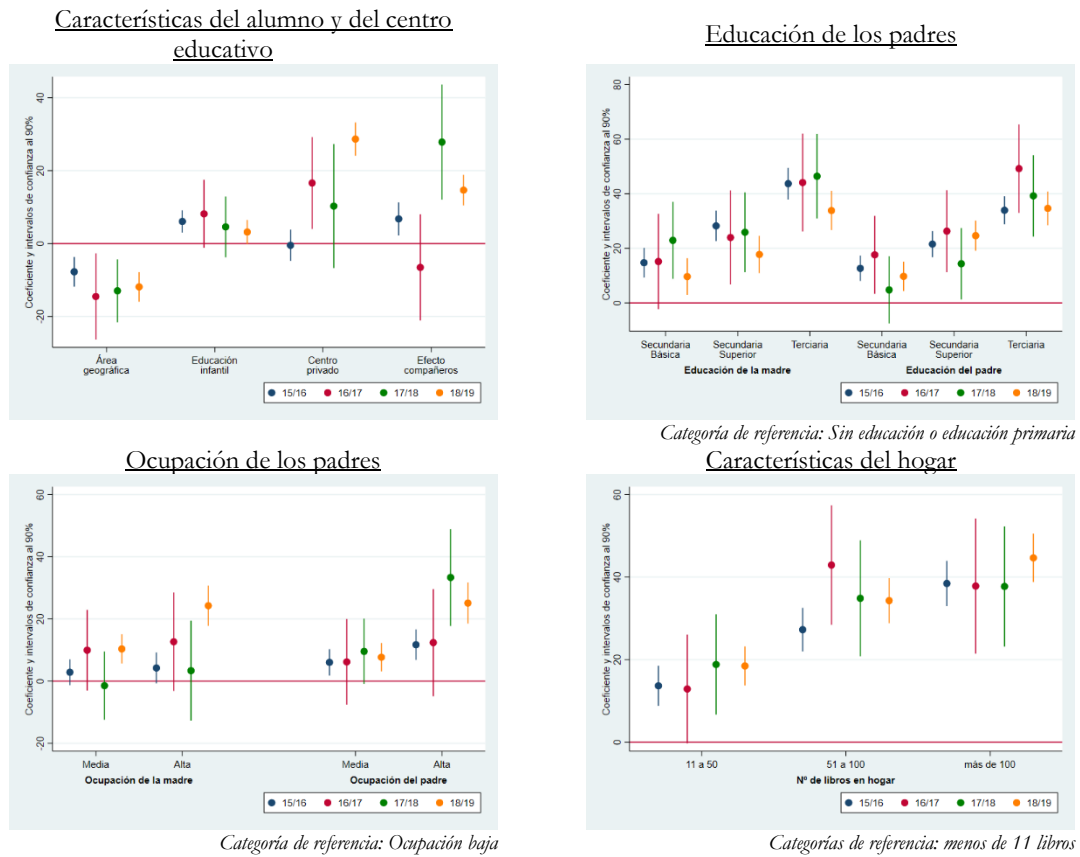 Características del alumno y del centro
educativo
Coeficiente y intervalos de confianza al 90%
40
20
0
-20
Área
geográfica
Educación
infantil
Centro
privado
Efecto
compañeros
15/16 16/17 17/18 18/19
Educación de los padres
Coeficiente y intervalos de confianza al 90%
80
60
40
20
0
Secundaria
Básica
Secundaria
Superior
Terciaria
Secundaria
Básica
Secundaria
Superior
Terciaria
Educación de la madre
Educación del padre
15/16 16/17 17/18 18/19
Categoría de referencia: Sin educación o educación primaria
Ocupación de los padres
Coeficiente y intervalos de confianza al 90%
60
40
20
0
-20
Media Alta Media Alta
Ocupación de la madre
Ocupación del padre
15/16 16/17 17/18 18/19
Categoría de referencia: Ocupación baja
Características del hogar
Coeficiente y intervalos de confianza al 90%
60
40
20
0
11 a 50 51 a 100 más de 100
Nº de libros en hogar
15/16 16/17 17/18 18/19
Categorías de referencia: menos de 11 libros